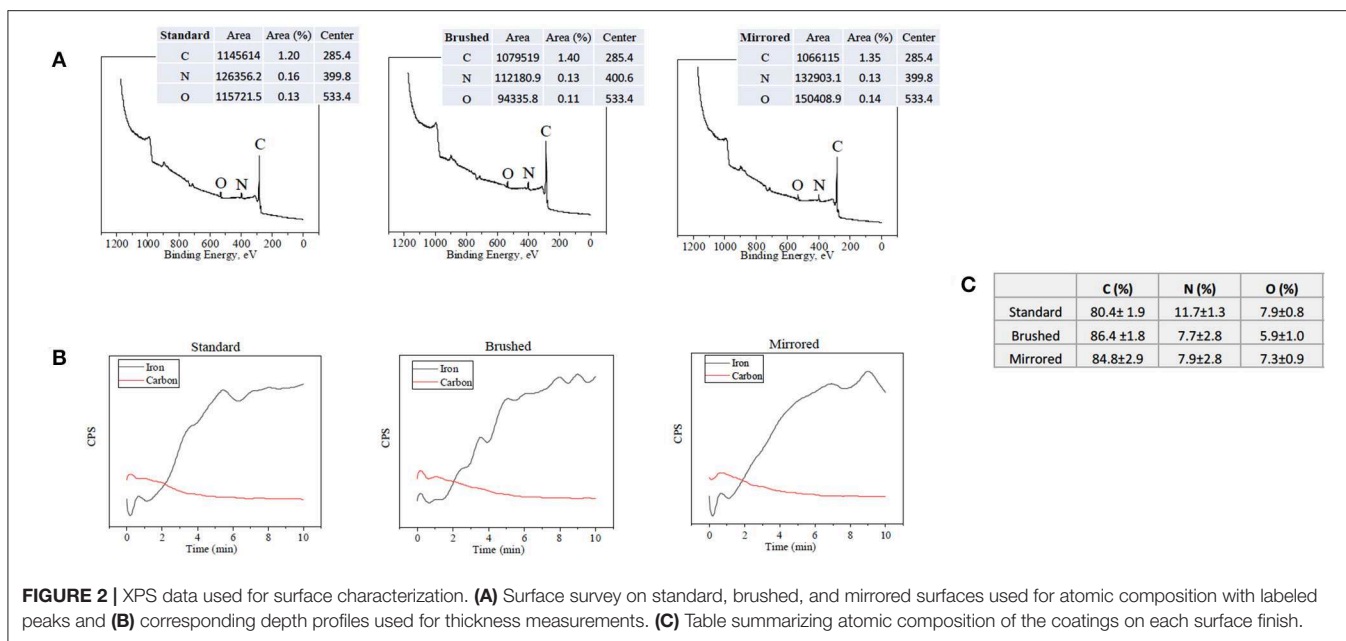 A
Standard Area Area (%) Center
C 1145614 1.20 285.4
N 126356.2 0.16 399.8
O 115721.5 0.13 533.4
O N C
1200 1000 800 600 400 200 0
Binding Energy, eV
Brushed Area Area (%) Center
C 1079519 1.40 285.4
N 112180.9 0.13 400.6
O 94335.8 0.11 533.4
O N C
1200 1000 800 600 400 200 0
Binding Energy, eV
Mirrored Area Area (%) Center
C 1066115 1.35 285.4
N 132903.1 0.13 399.8
O 150408.9 0.14 533.4
O N C
1200 1000 800 600 400 200 0
Binding Energy, eV
B
Standard
Iron
Carbon
CPS
0 2 4 6 8 10
Time (min)
Brushed
Iron
Carbon
CPS
0 2 4 6 8 10
Time (min)
Mirrored
Iron
Carbon
CPS
0 2 4 6 8 10
Time (min)
C
C (%) N (%) O (%)
Standard 80.4± 1.9 11.7±1.3 7.9±0.8
Brushed 86.4 ±1.8 7.7±2.8 5.9±1.0
Mirrored 84.8±2.9 7.9±2.8 7.3±0.9
FIGURE 2 | XPS data used for surface characterization. (A) Surface survey on standard, brushed, and mirrored surfaces used for atomic composition with labeled
peaks and (B) corresponding depth profiles used for thickness measurements. (C) Table summarizing atomic composition of the coatings on each surface finish.